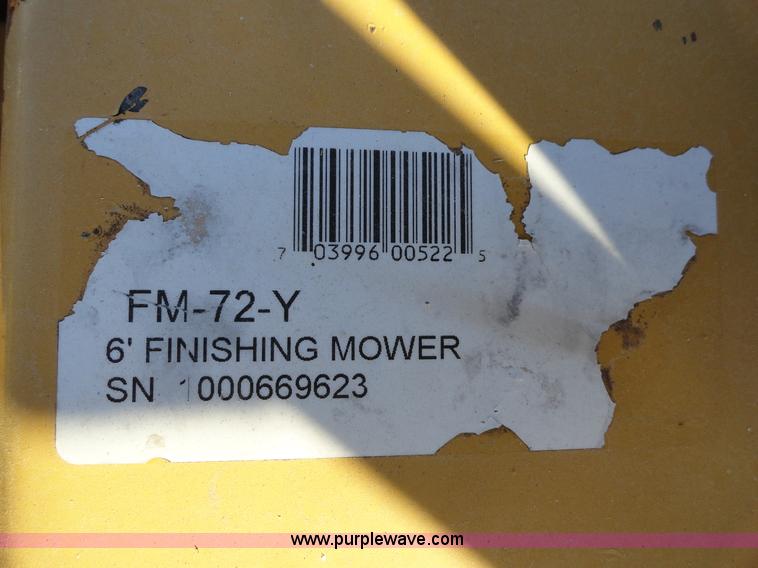 7 03996 00522 5
FM-72-Y
6' FINISHING MOWER
SN 1000669623
www.purplewave.com